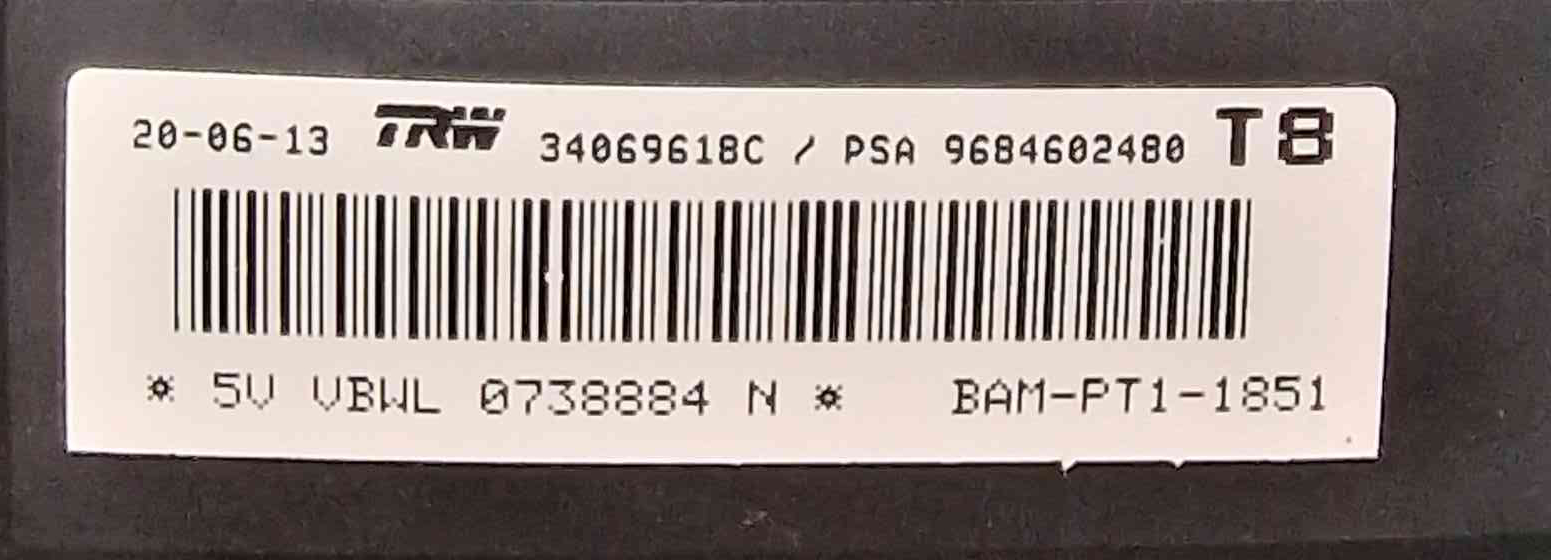 20-06-13 TRW 34069618C / PSA 9684602480 T8
* 5V VBWL 0738884 N * BAM-PT1-1851